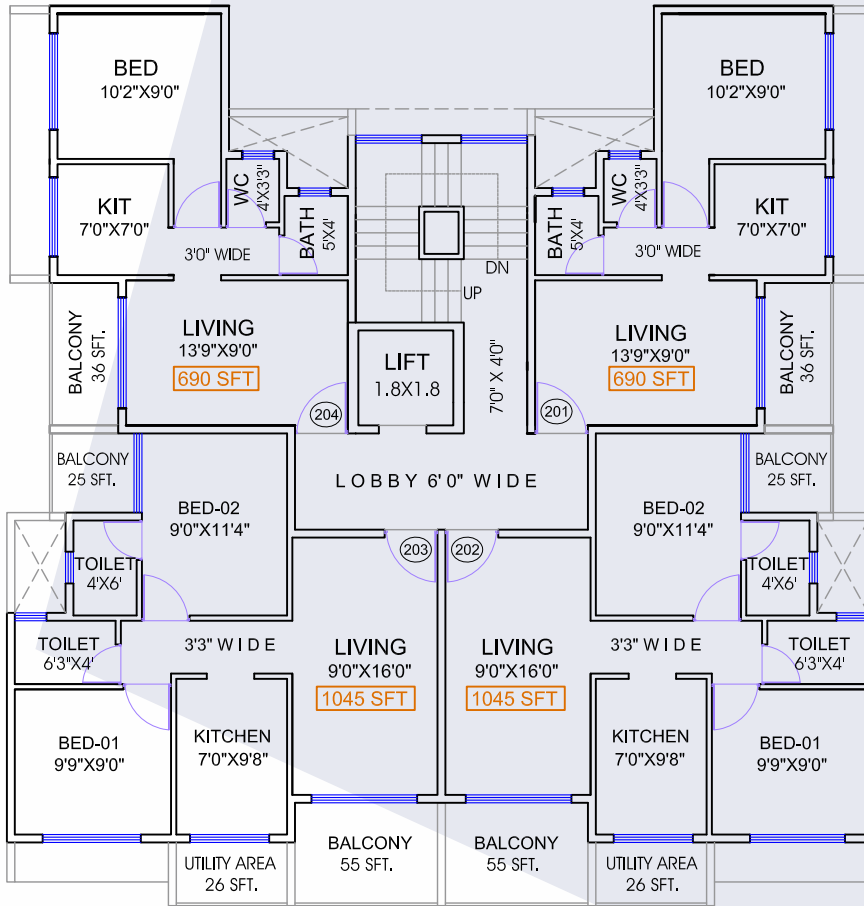 BED
10'2"X9'0"
BED
10'2"X9'0"
WC
4'X3'3"
WC
4'X3'3"
KIT
7'0"X7'0"
KIT
7'0"X7'0"
BATH
5'X4'
BATH
5'X4'
3'0" WIDE
3'0" WIDE
DN
UP
BALCONY
36 SFT.
LIVING
13'9"X9'0"
690 SFT
LIFT
1.8X1.8
7'0" X 4'0"
LIVING
13'9"X9'0"
690 SFT
BALCONY
36 SFT.
204
201
BALCONY
25 SFT.
LOBBY 6'0" WIDE
BALCONY
25 SFT.
BED-02
9'0"X11'4"
BED-02
9'0"X11'4"
203
202
TOILET
4'X6'
TOILET
4'X6'
TOILET
6'3"X4'
3'3" WIDE
LIVING
9'0"X16'0"
1045 SFT
LIVING
9'0"X16'0"
1045 SFT
3'3" WIDE
TOILET
6'3"X4'
BED-01
9'9"X9'0"
KITCHEN
7'0"X9'8"
KITCHEN
7'0"X9'8"
BED-01
9'9"X9'0"
UTILITY AREA
26 SFT.
BALCONY
55 SFT.
BALCONY
55 SFT.
UTILITY AREA
26 SFT.